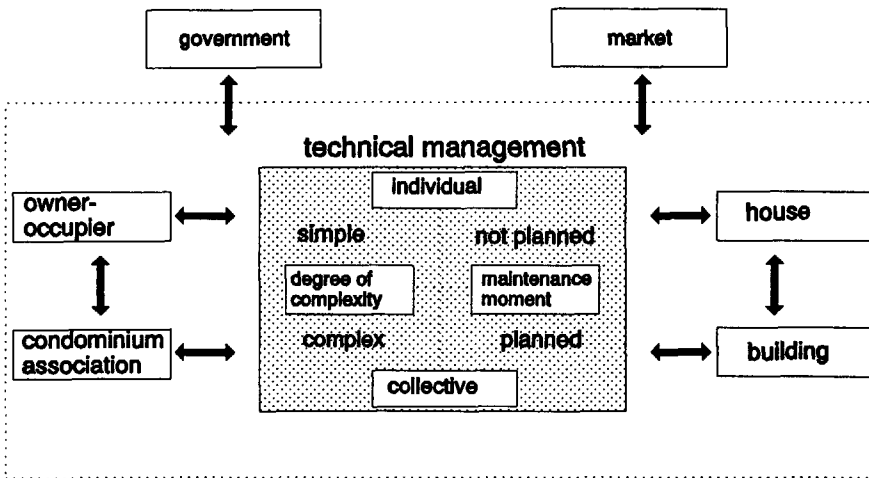 government
market
technical management
individual
owner-
occupier
simple
not planned
house
degree of
complexity
maintenance
moment
condominium
association
complex
planned
building
collective